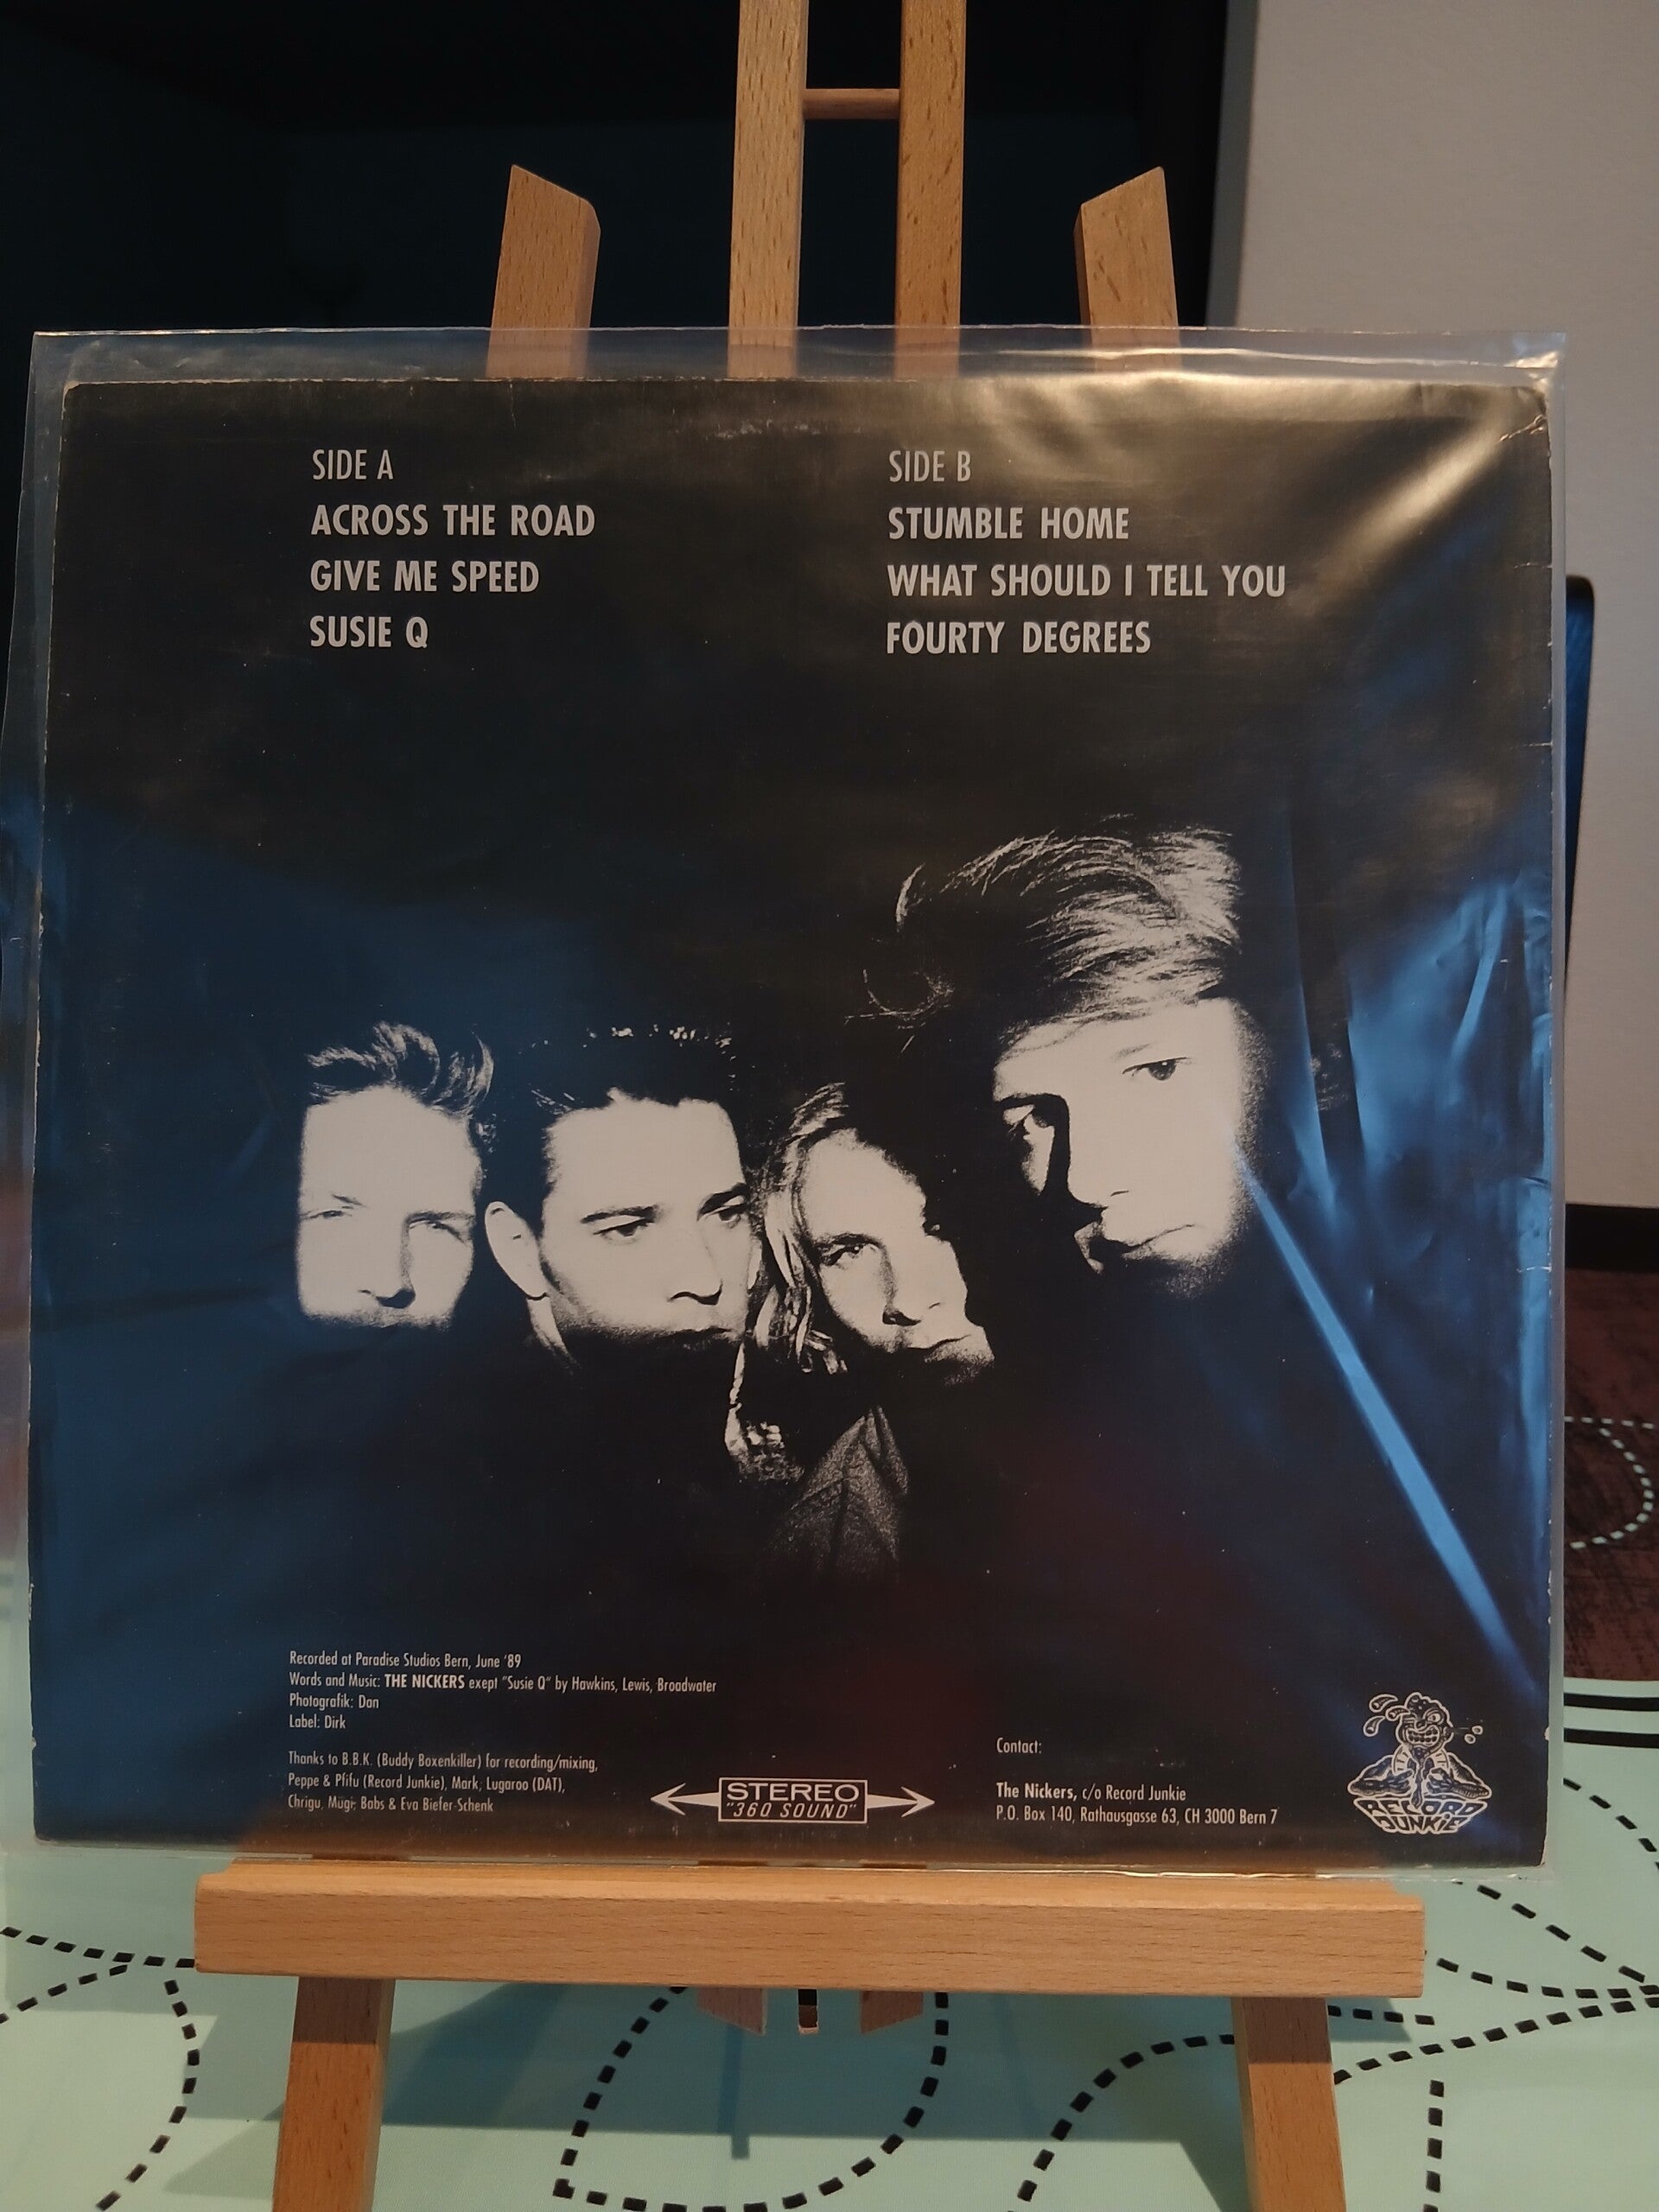 SIDE A
ACROSS THE ROAD
GIVE ME SPEED
SUSIE Q
SIDE B
STUMBLE HOME
WHAT SHOULD I TELL YOU
FOURTY DEGREES
Recorded at Paradise Studios Bern, June '89
Words and Music: THE NICKERS exept "Susie Q" by Hawkins, Lewis, Broadwater
Photografik: Dan
Label: Dirk
Thanks to B.B.K. (Buddy Boxenkiller) for recording/mixing,
Peppe & Pfifu (Record Junkie), Mark, Lugaroo (DAT),
Chrigu, Mügi, Babs & Eva Biefer-Schenk
STEREO
"360 SOUND"
Contact:
The Nickers, c/o Record Junkie
P.O. Box 140, Rathausgasse 63, CH 3000 Bern 7
RECORD
JUNKIE